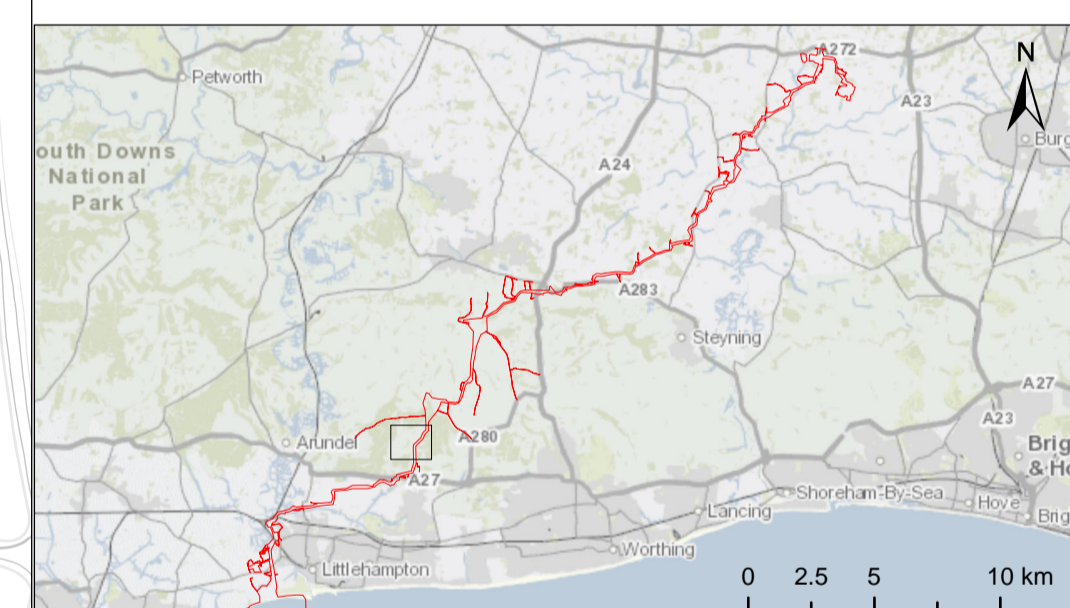 A272
N
Petworth
A23
Burg
outh Downs
National
Park
A24
A283
Steyning
A27
A23
Arundel
A280
Brig
& Ho
A27
Shoreham-By-Sea
Hove
Lancing
Brig
Worthing
Littlehampton
0 2.5 5 10 km